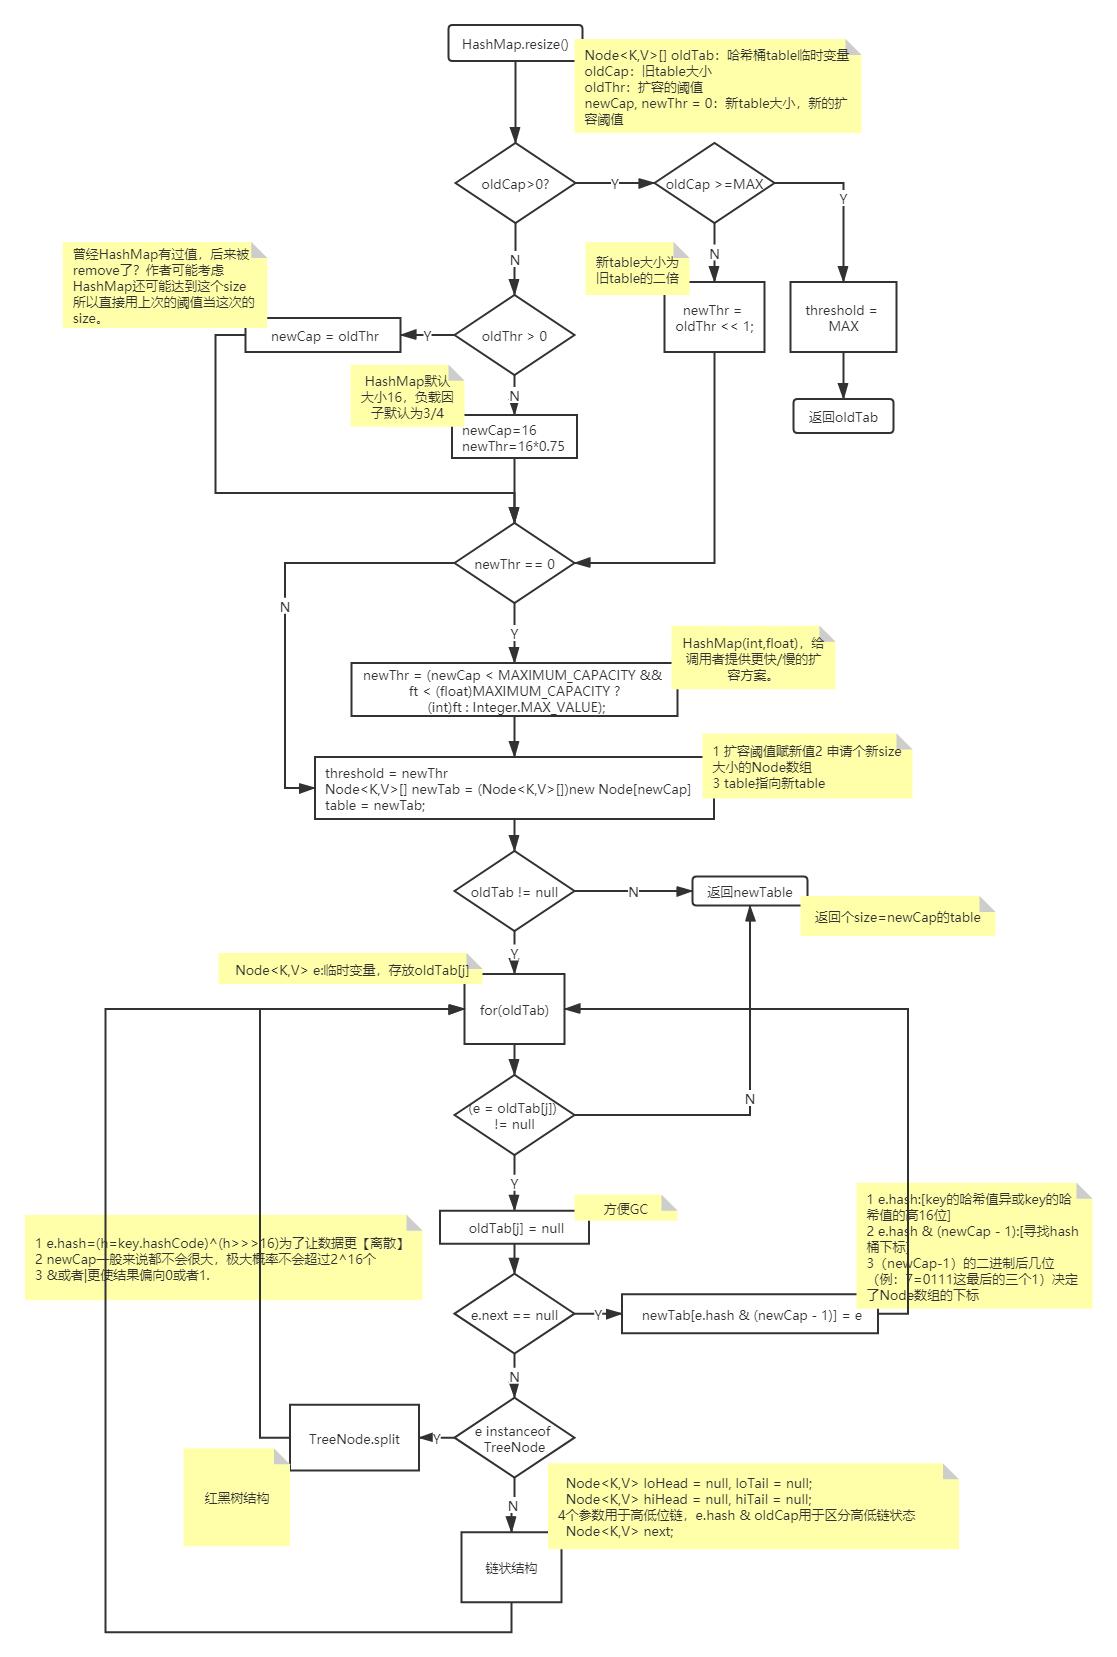 HashMap.resize()
Node<K,V>[] oldTab：哈希桶table临时变量
oldCap：旧table大小
oldThr：扩容的阈值
newCap, newThr = 0：新table大小，新的扩
容阈值
oldCap>0?
Y
oldCap >=MAX
Y
N
N
曾经HashMap有过值，后来被
remove了？作者可能考虑
HashMap还可能达到这个size
所以直接用上次的阈值当这次的
size。
新table大小为
旧table的二倍
newThr =
oldThr << 1;
threshold =
MAX
newCap = oldThr
Y
oldThr > 0
N
HashMap默认
大小16，负载因
子默认为3/4
返回oldTab
newCap=16
newThr=16*0.75
newThr == 0
N
Y
HashMap(int,float)，给
调用者提供更快/慢的扩
容方案。
newThr = (newCap < MAXIMUM_CAPACITY &&
ft < (float)MAXIMUM_CAPACITY ?
(int)ft : Integer.MAX_VALUE);
1 扩容阈值赋新值2 申请个新size
大小的Node数组
3 table指向新table
threshold = newThr
Node<K,V>[] newTab = (Node<K,V>[])new Node[newCap]
table = newTab;
oldTab != null
N
返回newTable
返回个size=newCap的table
Y
Node<K,V> e:临时变量，存放oldTab[j]
for(oldTab)
(e = oldTab[j])
!= null
N
Y
方便GC
oldTab[j] = null
1 e.hash:[key的哈希值异或key的哈
希值的高16位]
2 e.hash & (newCap - 1):[寻找hash
桶下标]
3（newCap-1）的二进制后几位
（例：7=0111这最后的三个1）决定
了Node数组的下标
1 e.hash=(h=key.hashCode)^(h>>>16)为了让数据更【离散】
2 newCap一般来说都不会很大，极大概率不会超过2^16个
3 &或者|更使结果偏向0或者1.
e.next == null
Y
newTab[e.hash & (newCap - 1)] = e
N
e instanceof
TreeNode
Y
TreeNode.split
红黑树结构
N
Node<K,V> loHead = null, loTail = null;
Node<K,V> hiHead = null, hiTail = null;
4个参数用于高低位链，e.hash & oldCap用于区分高低链状态
Node<K,V> next;
链状结构